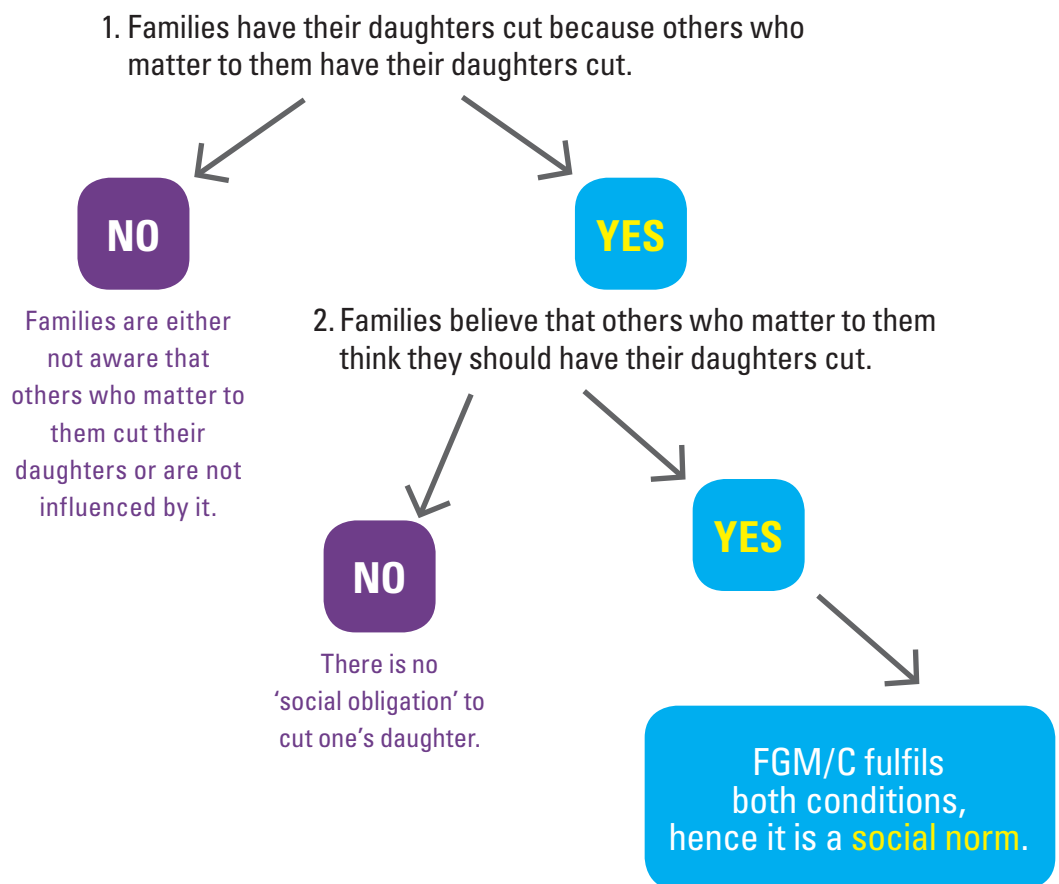 1. Families have their daughters cut because others who
matter to them have their daughters cut.
NO
YES
Families are either
not aware that
others who matter to
them cut their
daughters or are not
influenced by it.
2. Families believe that others who matter to them
think they should have their daughters cut.
NO
YES
There is no
‘social obligation’ to
cut one’s daughter.
FGM/C fulfils
both conditions,
hence it is a social norm.